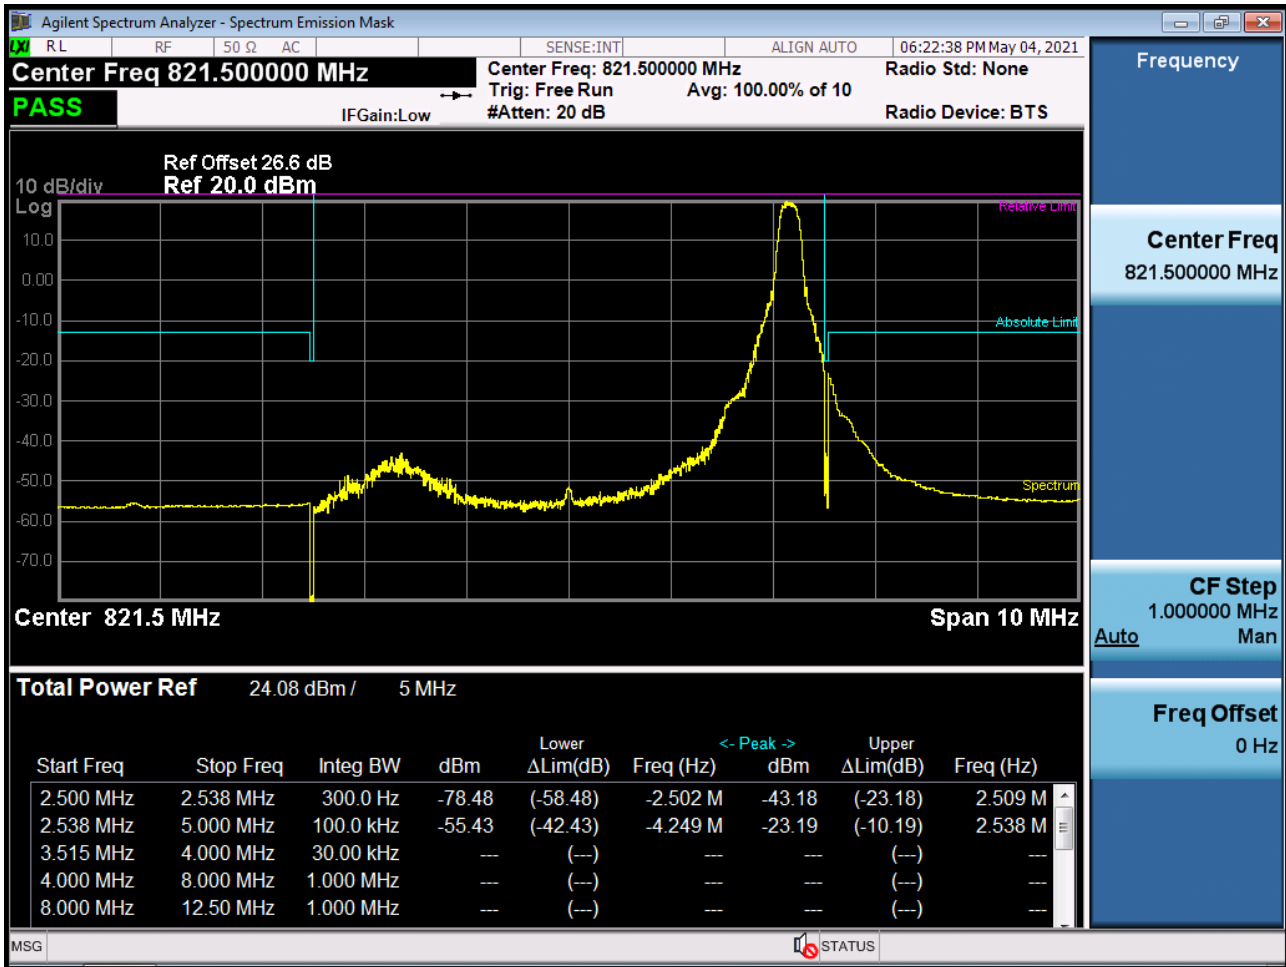 Agilent Spectrum Analyzer - Spectrum Emission Mask
LXI RL RF 50 Ω AC SENSE:INT ALIGN AUTO 06:22:38 PM May 04, 2021
Center Freq 821.500000 MHz
Center Freq: 821.500000 MHz
Radio Std: None
Trig: Free Run Avg: 100.00% of 10
PASS
IFGain:Low
#Atten: 20 dB
Radio Device: BTS
Ref Offset 26.6 dB
10 dB/div Ref 20.0 dBm
Log
Relative Limit
10.0
0.00
-10.0
Absolute Limit
-20.0
-30.0
-40.0
-50.0
Spectrum
-60.0
-70.0
Center 821.5 MHz
Span 10 MHz
Total Power Ref 24.08 dBm / 5 MHz
Lower <- Peak -> Upper
Start Freq Stop Freq Integ BW dBm ΔLim(dB) Freq (Hz) dBm ΔLim(dB) Freq (Hz)
2.500 MHz 2.538 MHz 300.0 Hz -78.48 (-58.48) -2.502 M -43.18 (-23.18) 2.509 M
2.538 MHz 5.000 MHz 100.0 kHz -55.43 (-42.43) -4.249 M -23.19 (-10.19) 2.538 M
3.515 MHz 4.000 MHz 30.00 kHz --- (---) --- --- (---) ---
4.000 MHz 8.000 MHz 1.000 MHz --- (---) --- --- (---) ---
8.000 MHz 12.50 MHz 1.000 MHz --- (---) --- --- (---) ---
MSG
STATUS
Frequency
Center Freq
821.500000 MHz
CF Step
1.000000 MHz
Auto Man
Freq Offset
0 Hz